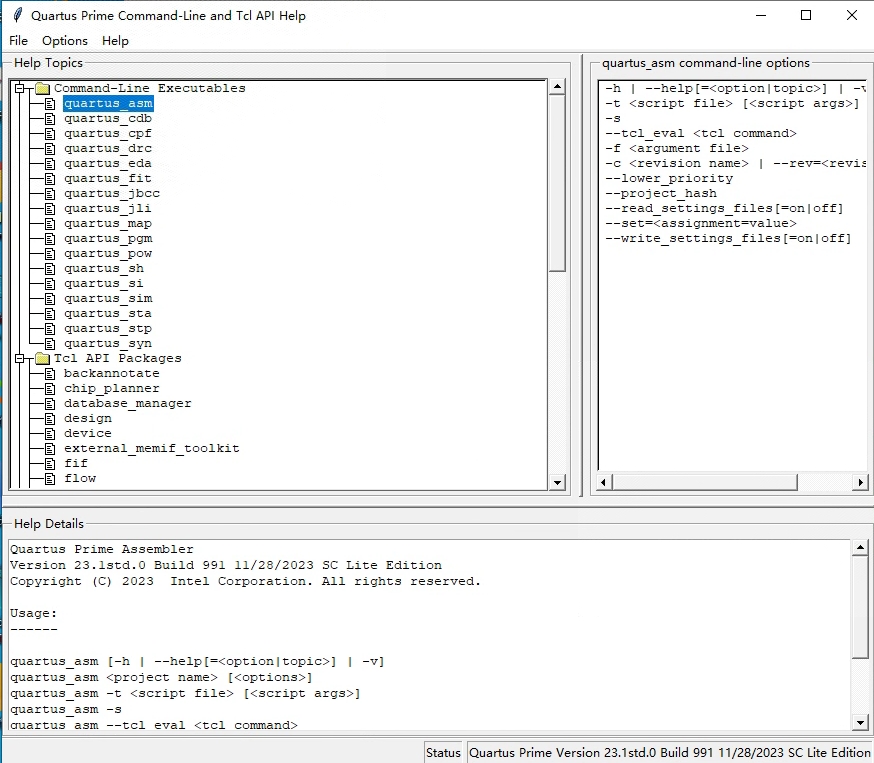 Quartus Prime Command-Line and Tcl API Help
File Options Help
Help Topics
Command-Line Executables
quartus_asm
quartus_cdb
quartus_cpf
quartus_drc
quartus_eda
quartus_fit
quartus_jbcc
quartus_jli
quartus_map
quartus_pgm
quartus_pow
quartus_sh
quartus_si
quartus_sim
quartus_sta
quartus_stp
quartus_syn
Tcl API Packages
backannotate
chip_planner
database_manager
design
device
external_memif_toolkit
fif
flow
quartus_asm command-line options
-h | --help[=<option|topic>] | -v
-t <script file> [<script args>]
-s
--tcl_eval <tcl command>
-f <argument file>
-c <revision name> | --rev=<revis
--lower_priority
--project_hash
--read_settings_files[=on|off]
--set=<assignment=value>
--write_settings_files[=on|off]
Help Details
Quartus Prime Assembler
Version 23.1std.0 Build 991 11/28/2023 SC Lite Edition
Copyright (C) 2023  Intel Corporation. All rights reserved.
Usage:
------
quartus_asm [-h | --help[=<option|topic>] | -v]
quartus_asm <project name> [<options>]
quartus_asm -t <script file> [<script args>]
quartus_asm -s
quartus_asm --tcl_eval <tcl command>
Status
Quartus Prime Version 23.1std.0 Build 991 11/28/2023 SC Lite Edition